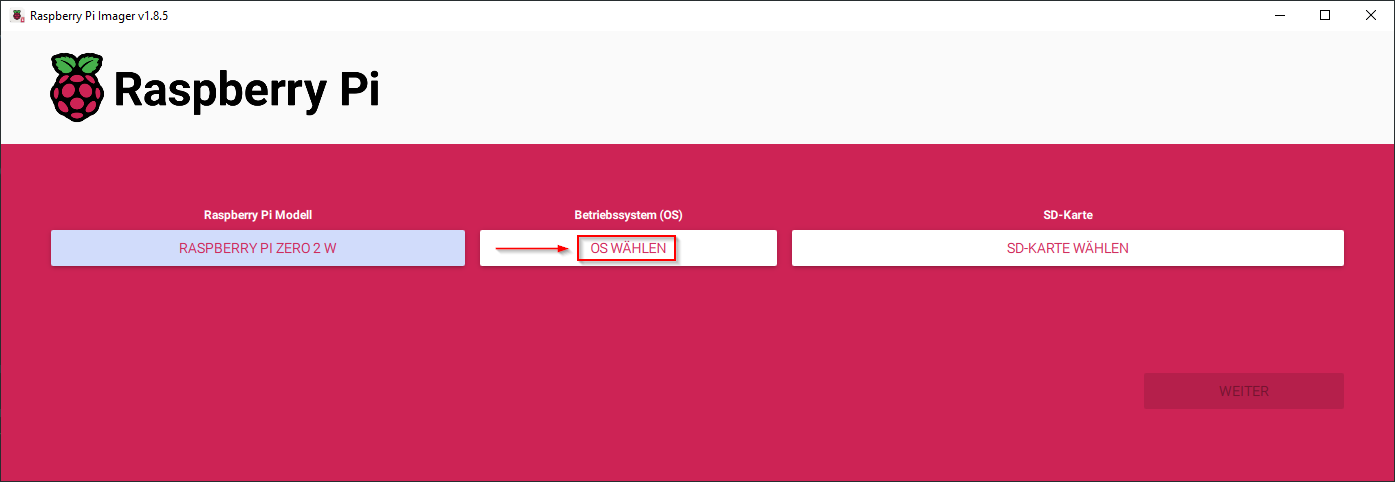 Raspberry Pi Imager v1.8.5
Raspberry Pi
Raspberry Pi Modell
Betriebssystem (OS)
SD-Karte
RASPBERRY PI ZERO 2 W
OS WÄHLEN
SD-KARTE WÄHLEN
WEITER